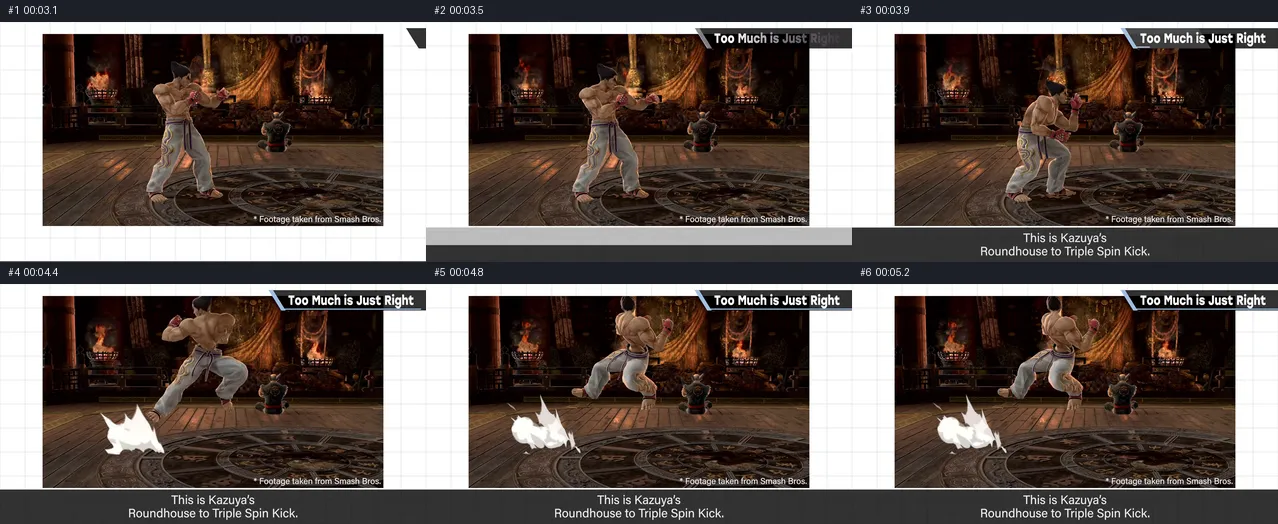 #1 00:03.1
Too
* Footage taken from Smash Bros.
#2 00:03.5
Too Much is Just Right
* Footage taken from Smash Bros.
#3 00:03.9
Too Much is Just Right
* Footage taken from Smash Bros.
This is Kazuya's
Roundhouse to Triple Spin Kick.
#4 00:04.4
Too Much is Just Right
* Footage taken from Smash Bros.
This is Kazuya's
Roundhouse to Triple Spin Kick.
#5 00:04.8
Too Much is Just Right
* Footage taken from Smash Bros.
This is Kazuya's
Roundhouse to Triple Spin Kick.
#6 00:05.2
Too Much is Just Right
* Footage taken from Smash Bros.
This is Kazuya's
Roundhouse to Triple Spin Kick.